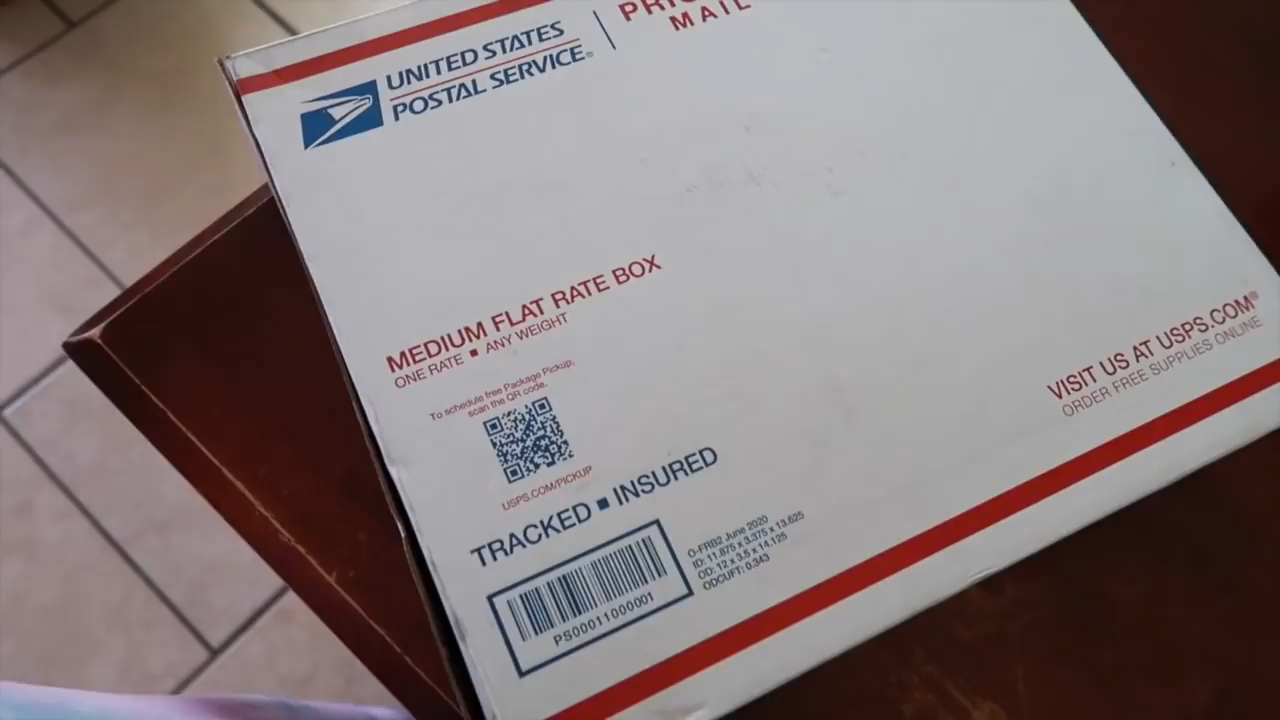 UNITED STATES
POSTAL SERVICE®
MAIL
MEDIUM FLAT RATE BOX
ONE RATE ■ ANY WEIGHT
To schedule free Package Pickup,
scan the QR code.
USPS.COM/PICKUP
TRACKED ■ INSURED
PS00011000001
O-FRB2 June 2020
ID: 11.875 x 3.375 x 13.625
OD: 12 x 3.5 x 14.125
ODCUFT: 0.343
VISIT US AT USPS.COM®
ORDER FREE SUPPLIES ONLINE